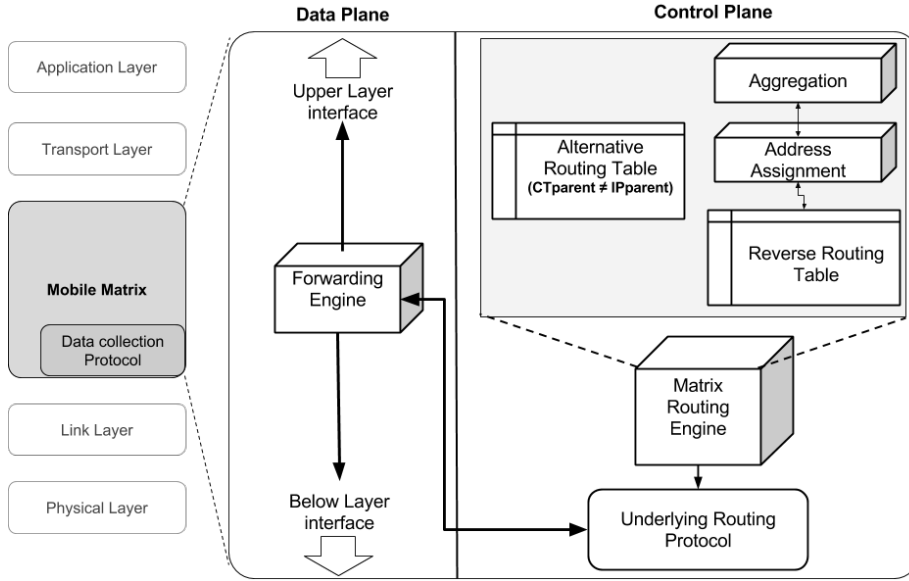 Data Plane
Control Plane
Application Layer
Transport Layer
Mobile Matrix
Data collection
Protocol
Link Layer
Physical Layer
Upper Layer
interface
Forwarding
Engine
Below Layer
interface
Alternative
Routing Table
(CTparent ≠ IPparent)
Aggregation
Address
Assignment
Reverse Routing
Table
Matrix
Routing
Engine
Underlying Routing
Protocol